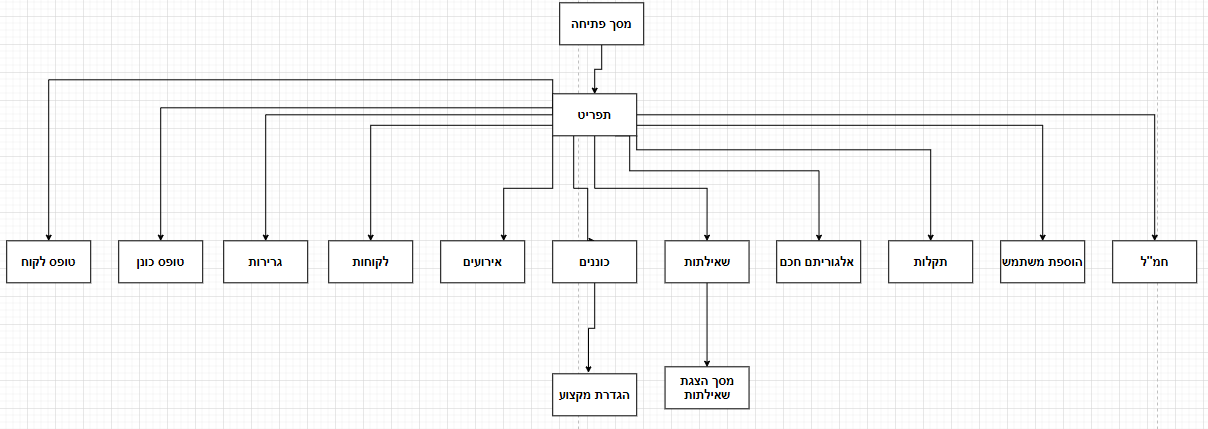 מסך פתיחה
תפריט
חמ"ל
הוספת משתמש
תקלות
אלגוריתם חכם
שאילתות
כוננים
אירועים
לקוחות
גרירות
טופס כונן
טופס לקוח
מסך הצגת
שאילתות
הגדרת מקצוע